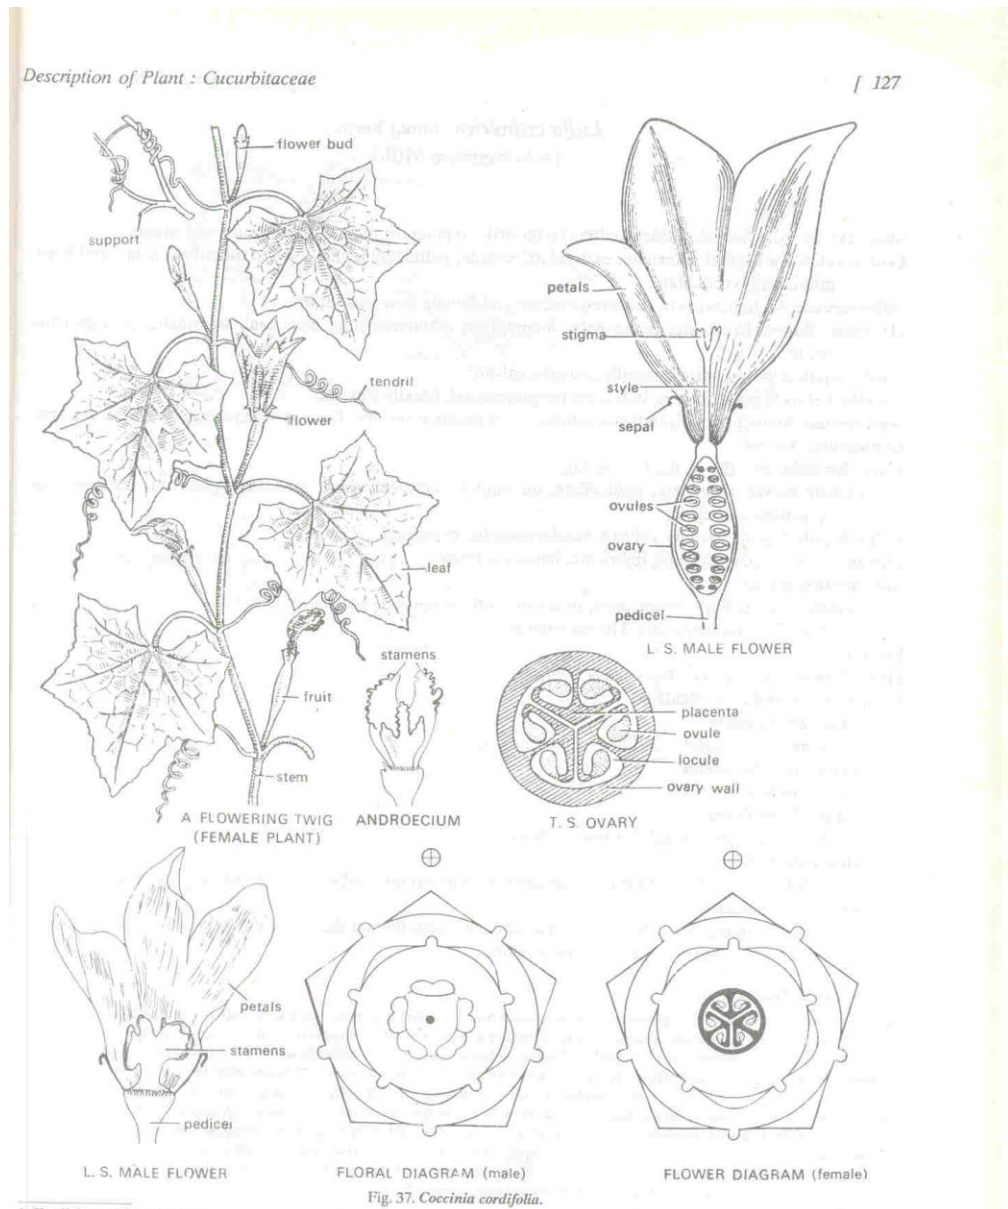 Description of Plant : Cucurbitaceae
[ 127
flower bud
support
tendril
flower
leaf
fruit
stem
A FLOWERING TWIG
(FEMALE PLANT)
stamens
ANDROECIUM
petals
stigma
style
sepal
ovules
ovary
pedicel
L. S. MALE FLOWER
placenta
ovule
locule
ovary wall
T. S. OVARY
petals
stamens
pedicel
L. S. MALE FLOWER
FLORAL DIAGRAM (male)
FLOWER DIAGRAM (female)
Fig. 37. Coccinia cordifolia.